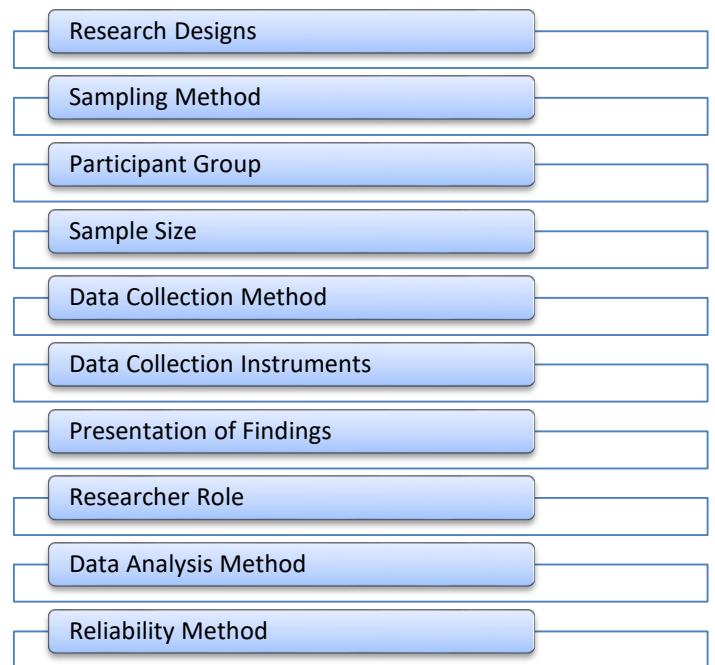 Research Designs
Sampling Method
Participant Group
Sample Size
Data Collection Method
Data Collection Instruments
Presentation of Findings
Researcher Role
Data Analysis Method
Reliability Method